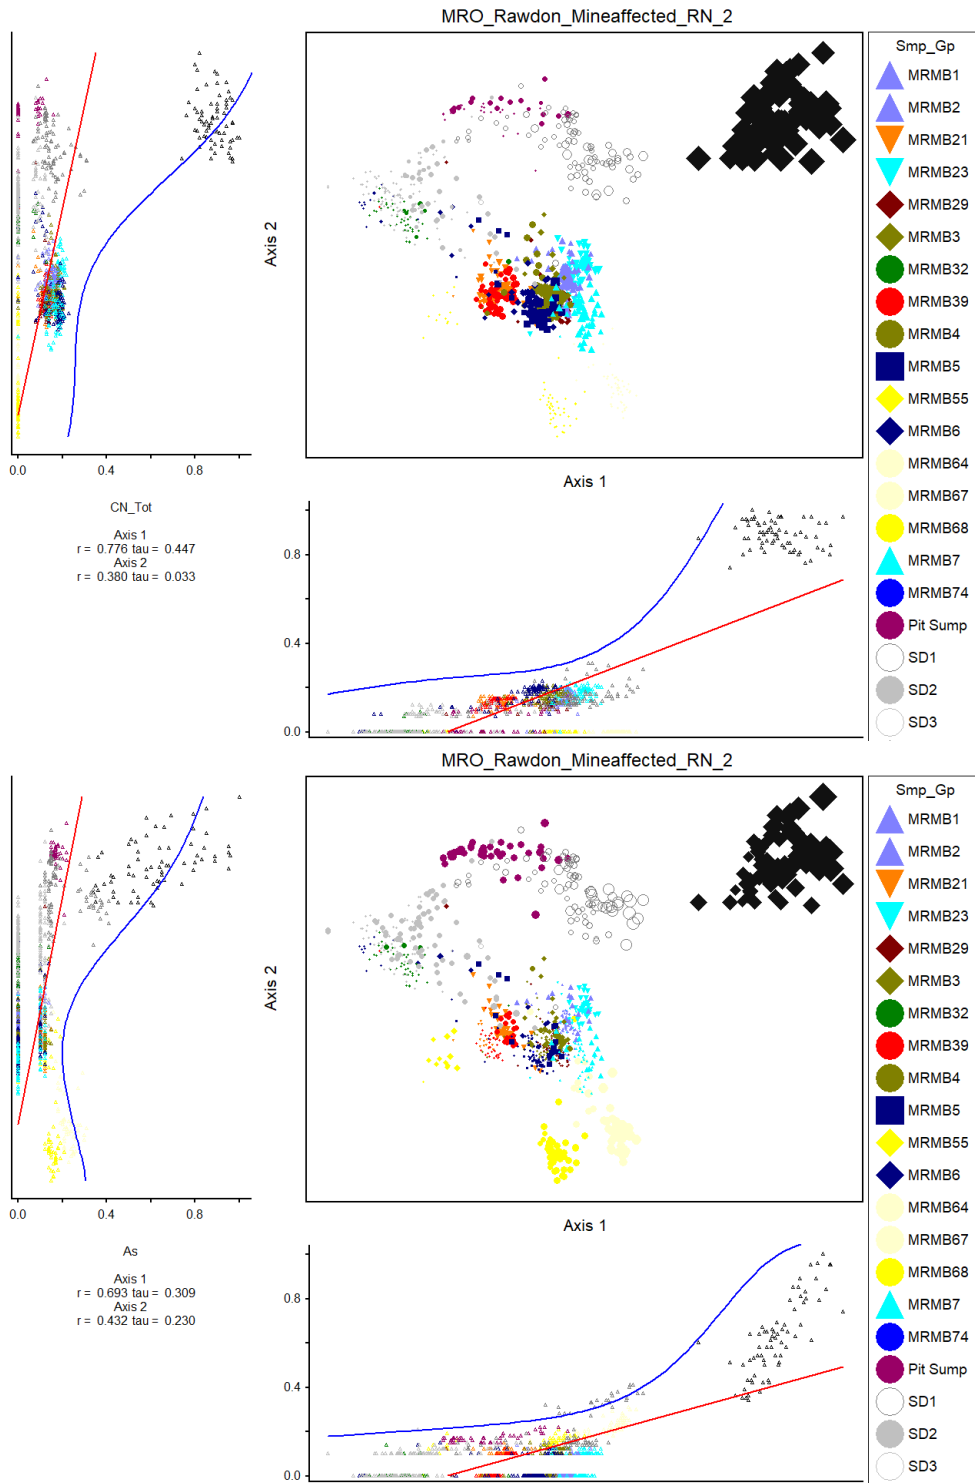 MRO_Rawdon_Mineaffected_RN_2
Axis 2
0.0 0.4 0.8
CN_Tot
Axis 1
r = 0.776 tau = 0.447
Axis 2
r = 0.380 tau = 0.033
Axis 1
0.8
0.4
0.0
Smp_Gp
MRMB1
MRMB2
MRMB21
MRMB23
MRMB29
MRMB3
MRMB32
MRMB39
MRMB4
MRMB5
MRMB55
MRMB6
MRMB64
MRMB67
MRMB68
MRMB7
MRMB74
Pit Sump
SD1
SD2
SD3
MRO_Rawdon_Mineaffected_RN_2
Axis 2
0.0 0.4 0.8
As
Axis 1
r = 0.693 tau = 0.309
Axis 2
r = 0.432 tau = 0.230
Axis 1
0.8
0.4
0.0
Smp_Gp
MRMB1
MRMB2
MRMB21
MRMB23
MRMB29
MRMB3
MRMB32
MRMB39
MRMB4
MRMB5
MRMB55
MRMB6
MRMB64
MRMB67
MRMB68
MRMB7
MRMB74
Pit Sump
SD1
SD2
SD3